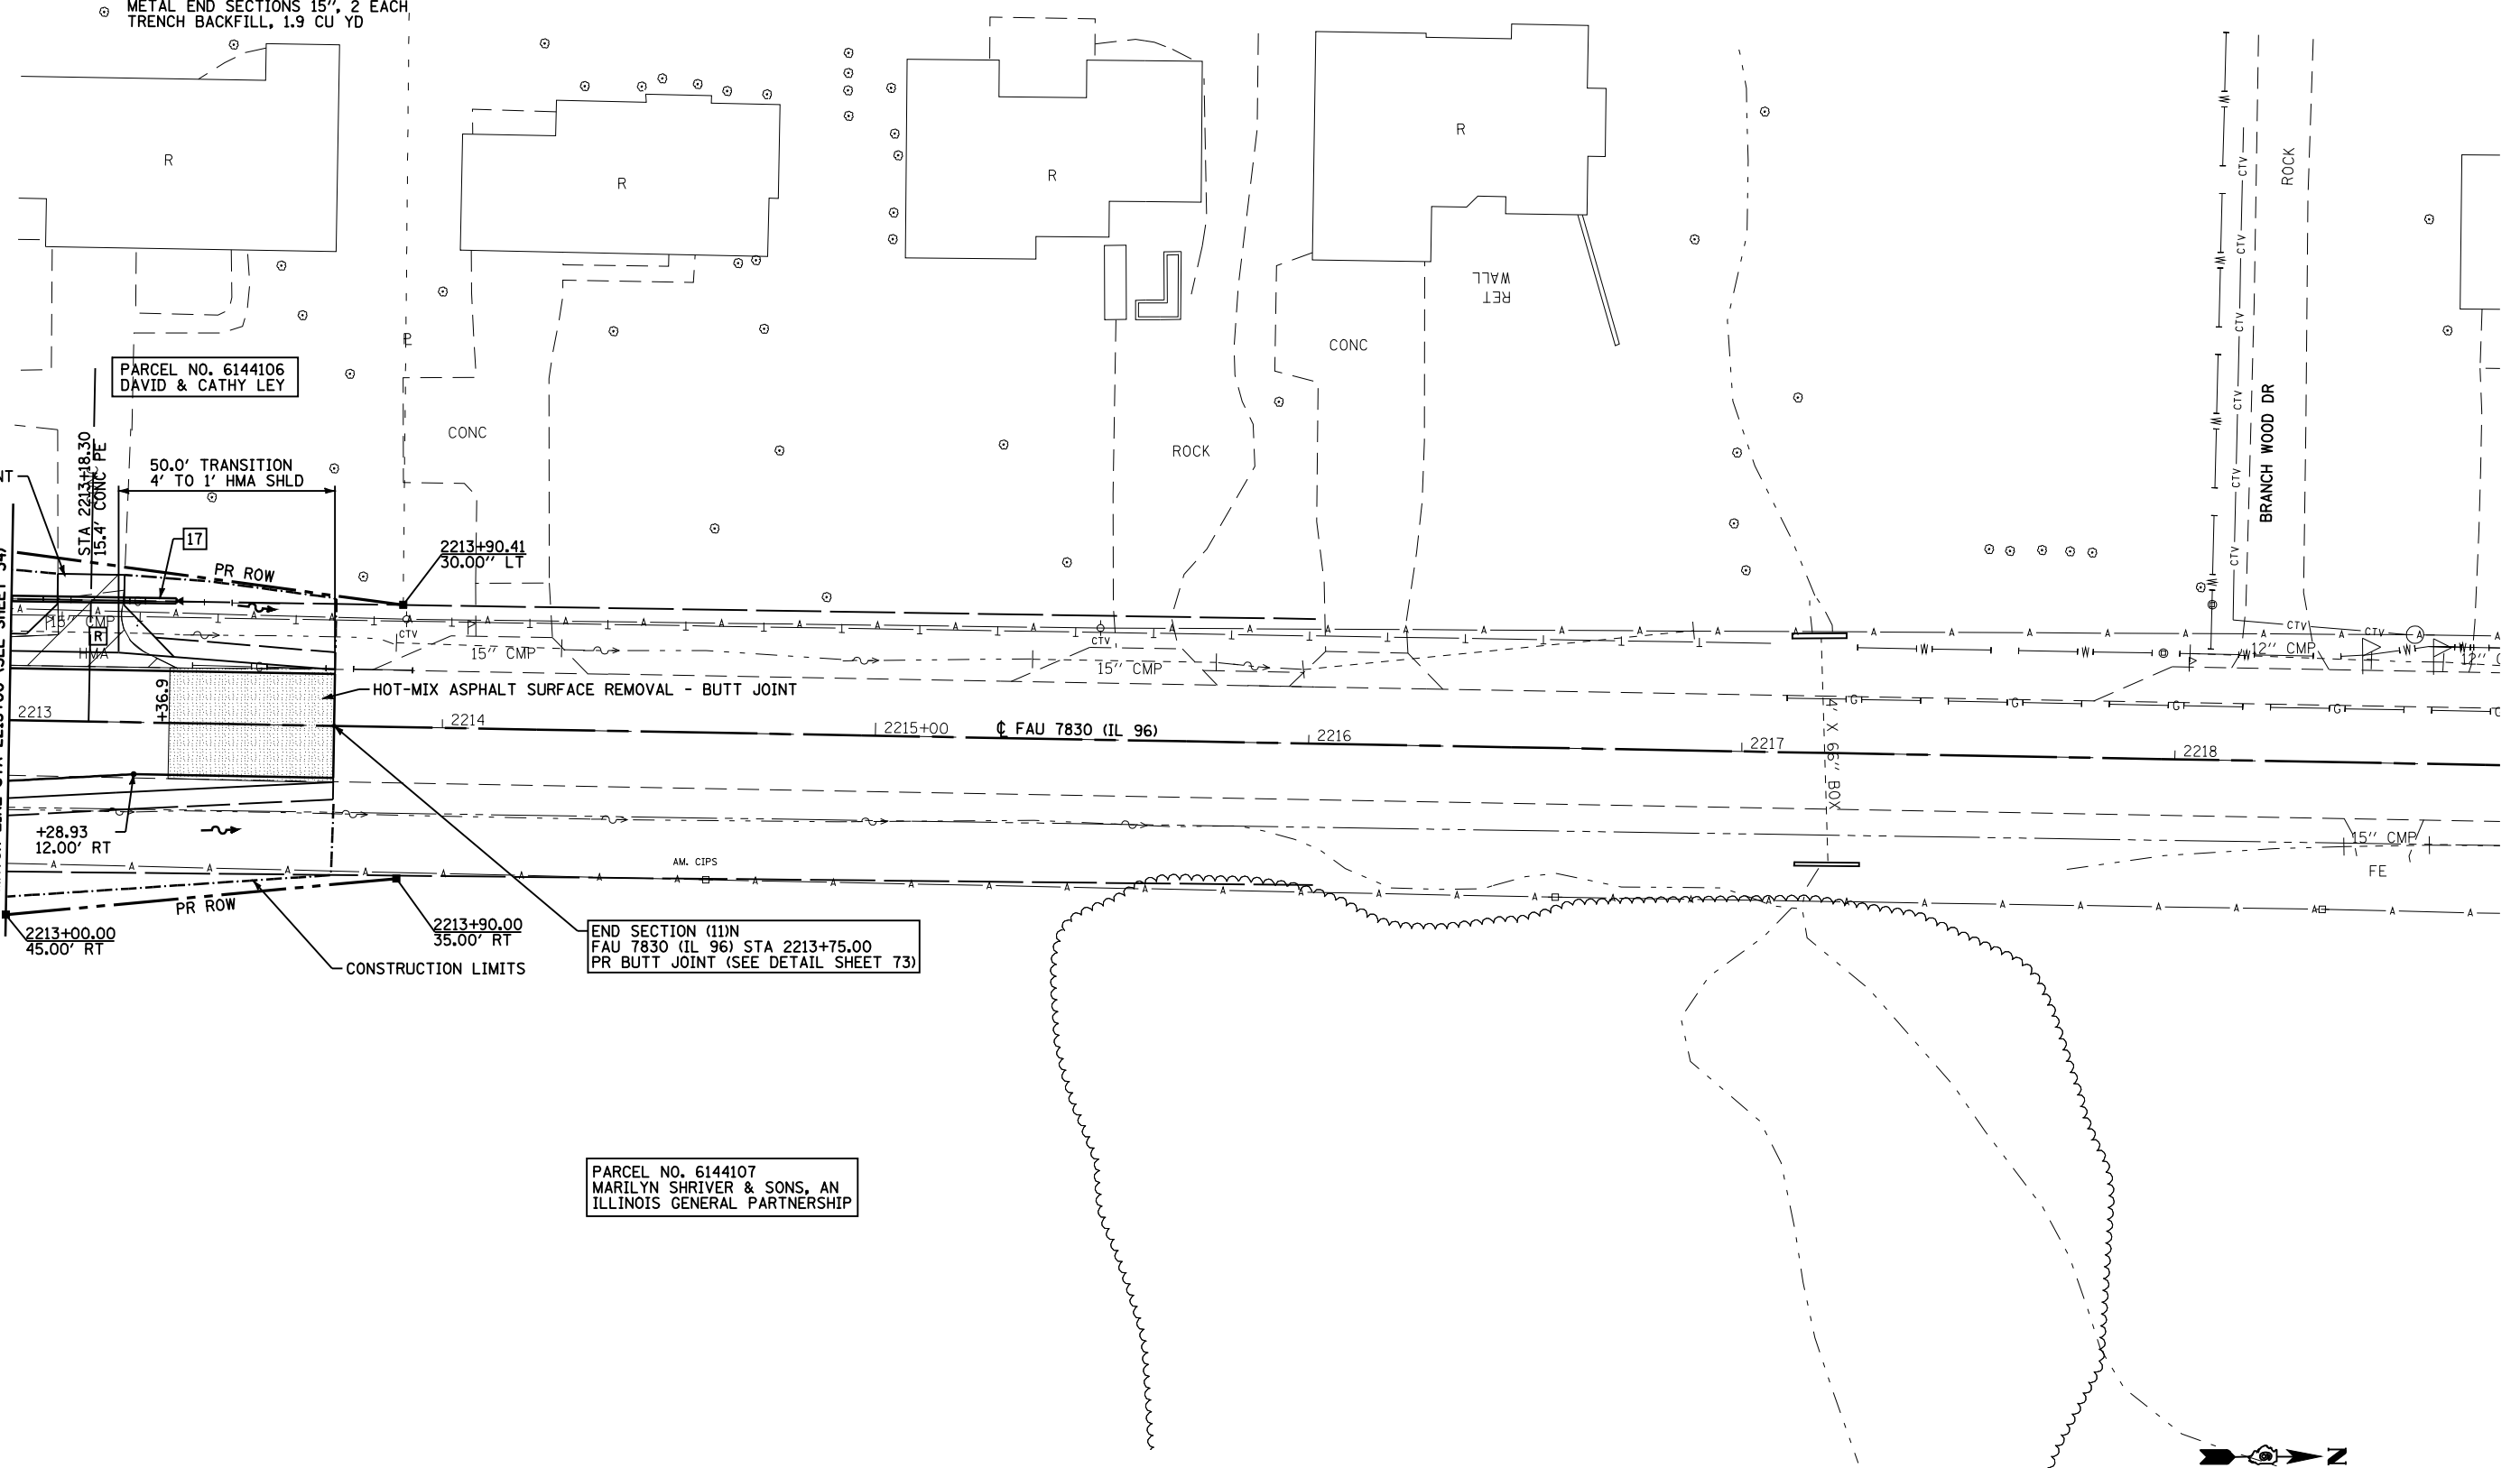 METAL END SECTIONS 15", 2 EACH
TRENCH BACKFILL, 1.9 CU YD
R
R
R
R
RET
WALL
CONC
CONC
ROCK
ROCK
BRANCH WOOD DR
P
PARCEL NO. 6144106
DAVID & CATHY LEY
STA 2213+18.30
15.4' CONC PE
50.0' TRANSITION
4' TO 1' HMA SHLD
17
PR ROW
2213+90.41
30.00'' LT
15'' CMP
R
HMA
CTV
15'' CMP
CTV
15'' CMP
12'' CMP
CTV
CTV
+36.9
HOT-MIX ASPHALT SURFACE REMOVAL - BUTT JOINT
2213
2214
2215+00
℄ FAU 7830 (IL 96)
2216
2217
2218
4' X 66'' BOX
+28.93
12.00' RT
AM. CIPS
15'' CMP
FE
PR ROW
2213+00.00
45.00' RT
2213+90.00
35.00' RT
CONSTRUCTION LIMITS
END SECTION (11)N
FAU 7830 (IL 96) STA 2213+75.00
PR BUTT JOINT (SEE DETAIL SHEET 73)
PARCEL NO. 6144107
MARILYN SHRIVER & SONS, AN
ILLINOIS GENERAL PARTNERSHIP
N